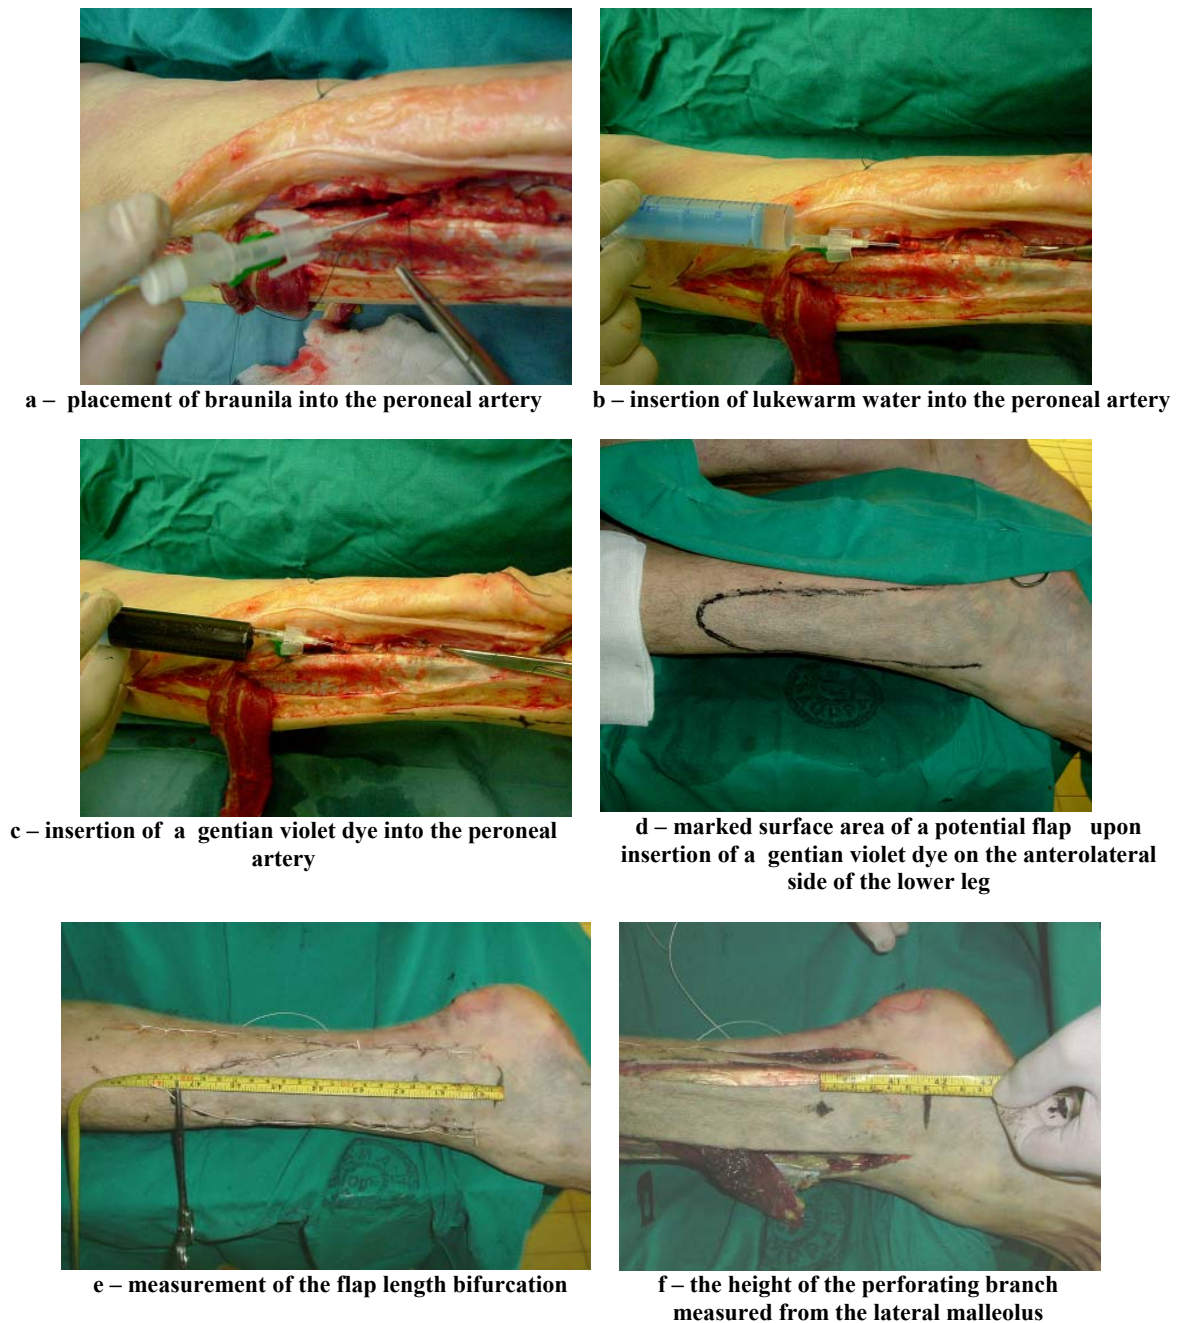 a – placement of braunila into the peroneal artery
b – insertion of lukewarm water into the peroneal artery
c – insertion of a gentian violet dye into the peroneal
artery
d – marked surface area of a potential flap upon
insertion of a gentian violet dye on the anterolateral
side of the lower leg
e – measurement of the flap length bifurcation
f – the height of the perforating branch
measured from the lateral malleolus